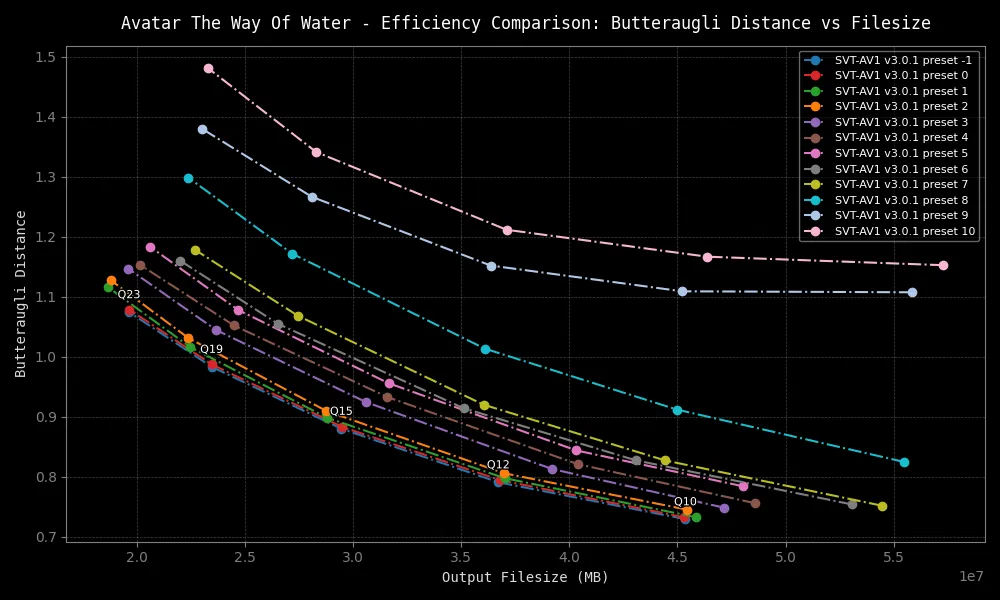 Avatar The Way Of Water - Efficiency Comparison: Butteraugli Distance vs Filesize
SVT-AV1 v3.0.1 preset -1
SVT-AV1 v3.0.1 preset 0
SVT-AV1 v3.0.1 preset 1
SVT-AV1 v3.0.1 preset 2
SVT-AV1 v3.0.1 preset 3
SVT-AV1 v3.0.1 preset 4
SVT-AV1 v3.0.1 preset 5
SVT-AV1 v3.0.1 preset 6
SVT-AV1 v3.0.1 preset 7
SVT-AV1 v3.0.1 preset 8
SVT-AV1 v3.0.1 preset 9
SVT-AV1 v3.0.1 preset 10
Butteraugli Distance
1.5
1.4
1.3
1.2
1.1
1.0
0.9
0.8
0.7
Q23
Q19
Q15
Q12
Q10
2.0 2.5 3.0 3.5 4.0 4.5 5.0 5.5
1e7
Output Filesize (MB)